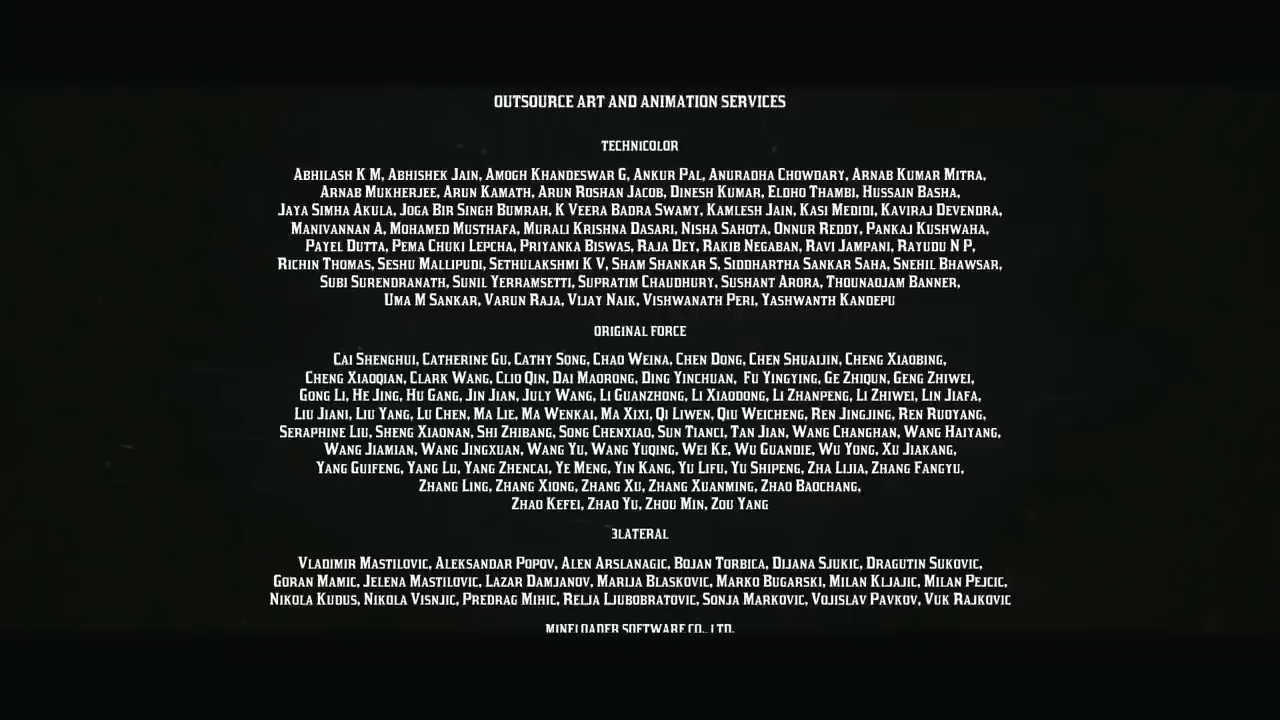 OUTSOURCE ART AND ANIMATION SERVICES
TECHNICOLOR
ABHILASH K M, ABHISHEK JAIN, AMOGH KHANDESWAR G, ANKUR PAL, ANURADHA CHOWDARY, ARNAB KUMAR MITRA,
ARNAB MUKHERJEE, ARUN KAMATH, ARUN ROSHAN JACOB, DINESH KUMAR, ELDHO THAMBI, HUSSAIN BASHA,
JAYA SIMHA AKULA, JOGA BIR SINGH BUMRAH, K VEERA BADRA SWAMY, KAMLESH JAIN, KASI MEDIDI, KAVIRAJ DEVENDRA,
MANIVANNAN A, MOHAMED MUSTHAFA, MURALI KRISHNA DASARI, NISHA SAHOTA, ONNUR REDDY, PANKAJ KUSHWAHA,
PAYEL DUTTA, PEMA CHUKI LEPCHA, PRIYANKA BISWAS, RAJA DEY, RAKIB NEGABAN, RAVI JAMPANI, RAYUDU N P,
RICHIN THOMAS, SESHU MALLIPUDI, SETHULAKSHMI K V, SHAM SHANKAR S, SIDDHARTHA SANKAR SAHA, SNEHIL BHAWSAR,
SUBI SURENDRANATH, SUNIL YERRAMSETTI, SUPRATIM CHAUDHURY, SUSHANT ARORA, THOUNAOJAM BANNER,
UMA M SANKAR, VARUN RAJA, VIJAY NAIK, VISHWANATH PERI, YASHWANTH KANDEPU
ORIGINAL FORCE
CAI SHENGHUI, CATHERINE GU, CATHY SONG, CHAO WEINA, CHEN DONG, CHEN SHUAIJIN, CHENG XIAOBING,
CHENG XIAOQIAN, CLARK WANG, CLIO QIN, DAI MAORONG, DING YINCHUAN, FU YINGYING, GE ZHIQUN, GENG ZHIWEI,
GONG LI, HE JING, HU GANG, JIN JIAN, JULY WANG, LI GUANZHONG, LI XIAODONG, LI ZHANPENG, LI ZHIWEI, LIN JIAFA,
LIU JIANI, LIU YANG, LU CHEN, MA LIE, MA WENKAI, MA XIXI, QI LIWEN, QIU WEICHENG, REN JINGJING, REN RUOYANG,
SERAPHINE LIU, SHENG XIAONAN, SHI ZHIBANG, SONG CHENXIAO, SUN TIANCI, TAN JIAN, WANG CHANGHAN, WANG HAIYANG,
WANG JIAMIAN, WANG JINGXUAN, WANG YU, WANG YUQING, WEI KE, WU GUANDIE, WU YONG, XU JIAKANG,
YANG GUIFENG, YANG LU, YANG ZHENCAI, YE MENG, YIN KANG, YU LIFU, YU SHIPENG, ZHA LIJIA, ZHANG FANGYU,
ZHANG LING, ZHANG XIONG, ZHANG XU, ZHANG XUANMING, ZHAO BAOCHANG,
ZHAO KEFEI, ZHAO YU, ZHOU MIN, ZOU YANG
3LATERAL
VLADIMIR MASTILOVIC, ALEKSANDAR POPOV, ALEN ARSLANAGIC, BOJAN TORBICA, DIJANA SJUKIC, DRAGUTIN SUKOVIC,
GORAN MAMIC, JELENA MASTILOVIC, LAZAR DAMJANOV, MARIJA BLASKOVIC, MARKO BUGARSKI, MILAN KLJAJIC, MILAN PEJCIC,
NIKOLA KUDUS, NIKOLA VISNJIC, PREDRAG MIHIC, RELJA LJUBOBRATOVIC, SONJA MARKOVIC, VOJISLAV PAVKOV, VUK RAJKOVIC
MINELOADER SOFTWARE CO., LTD.